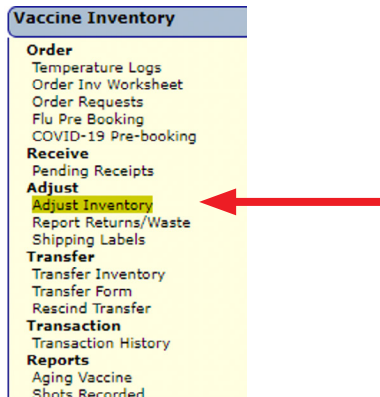 Vaccine Inventory
Order
Temperature Logs
Order Inv Worksheet
Order Requests
Flu Pre Booking
COVID-19 Pre-booking
Receive
Pending Receipts
Adjust
Adjust Inventory
Report Returns/Waste
Shipping Labels
Transfer
Transfer Inventory
Transfer Form
Rescind Transfer
Transaction
Transaction History
Reports
Aging Vaccine
Shots Recorded